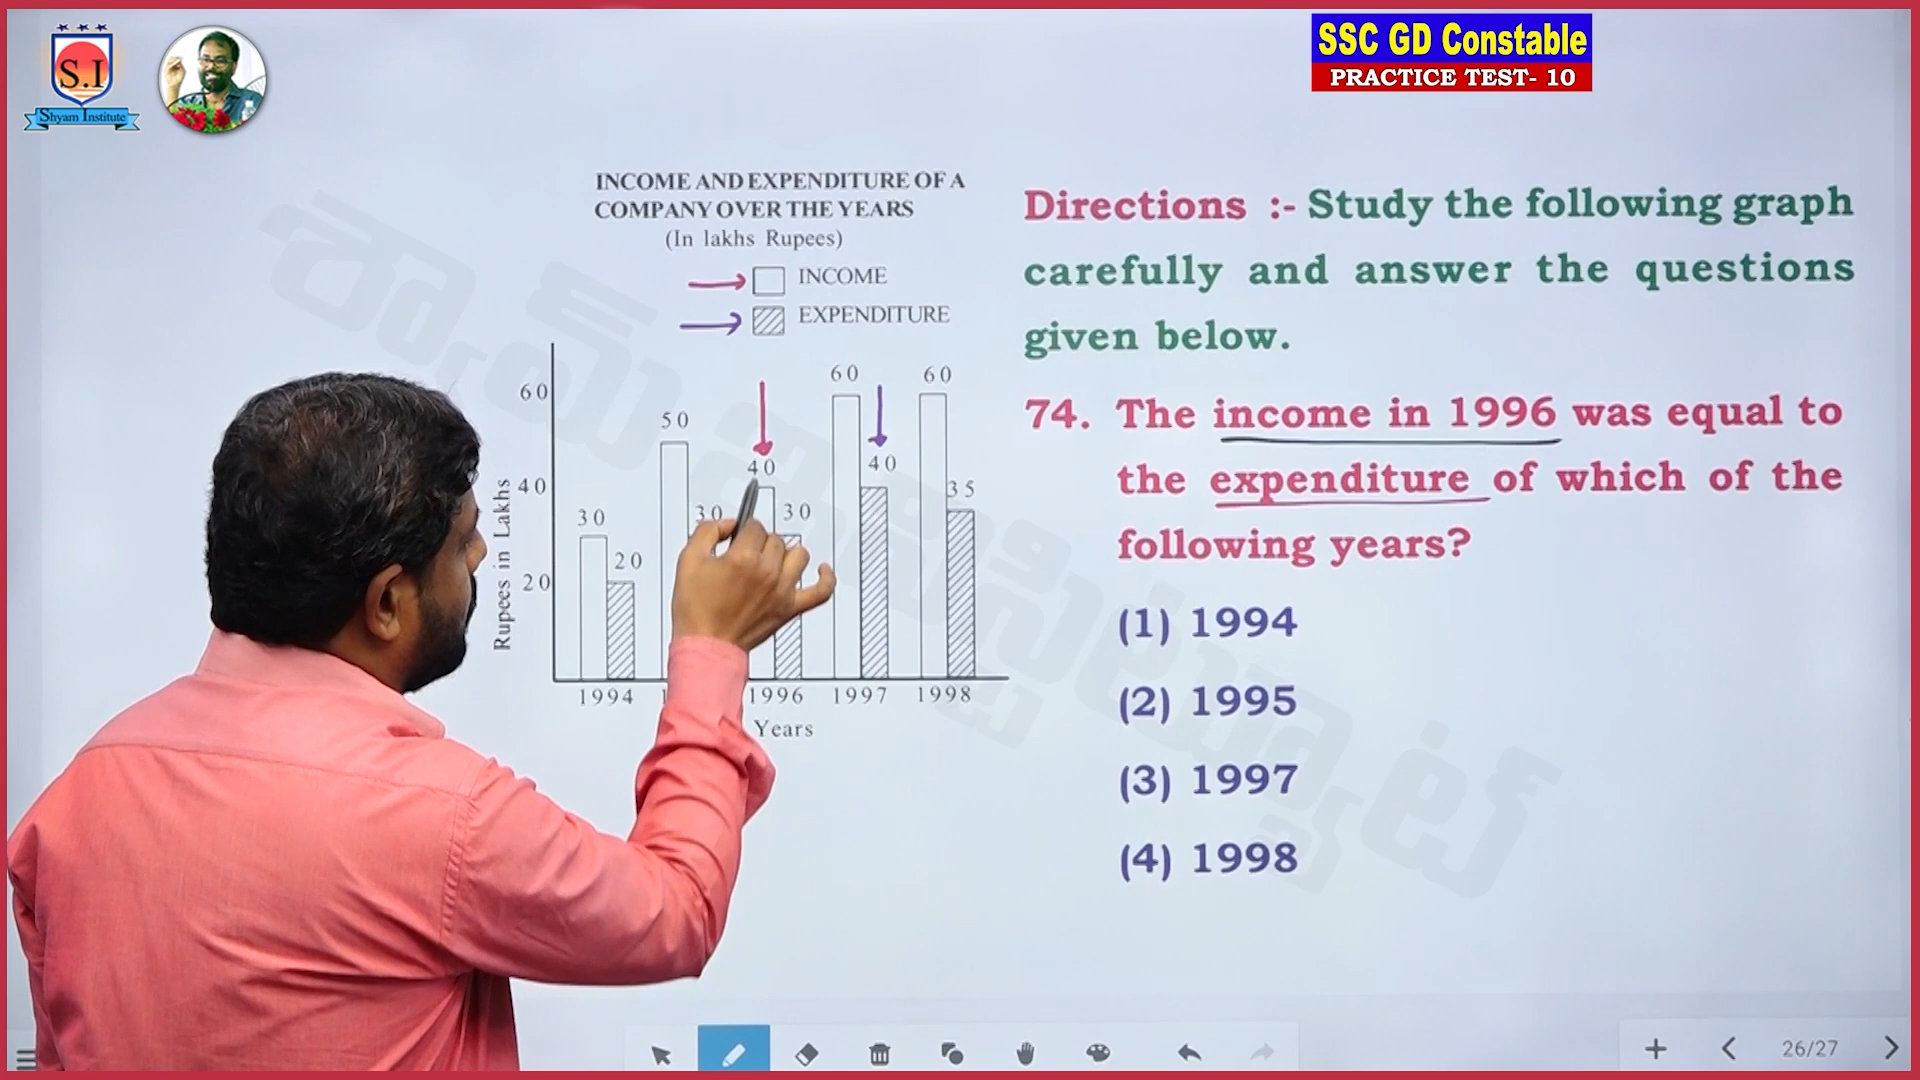 S.I
Shyam Institute
SSC GD Constable
PRACTICE TEST- 10
INCOME AND EXPENDITURE OF A
COMPANY OVER THE YEARS
(In lakhs Rupees)
INCOME
EXPENDITURE
Rupees in Lakhs
60
40
20
30
20
50
30
40
30
60
40
60
35
1994
1996
1997
1998
Years
Directions :- Study the following graph
carefully and answer the questions
given below.
74. The income in 1996 was equal to
the expenditure of which of the
following years?
(1) 1994
(2) 1995
(3) 1997
(4) 1998
26/27